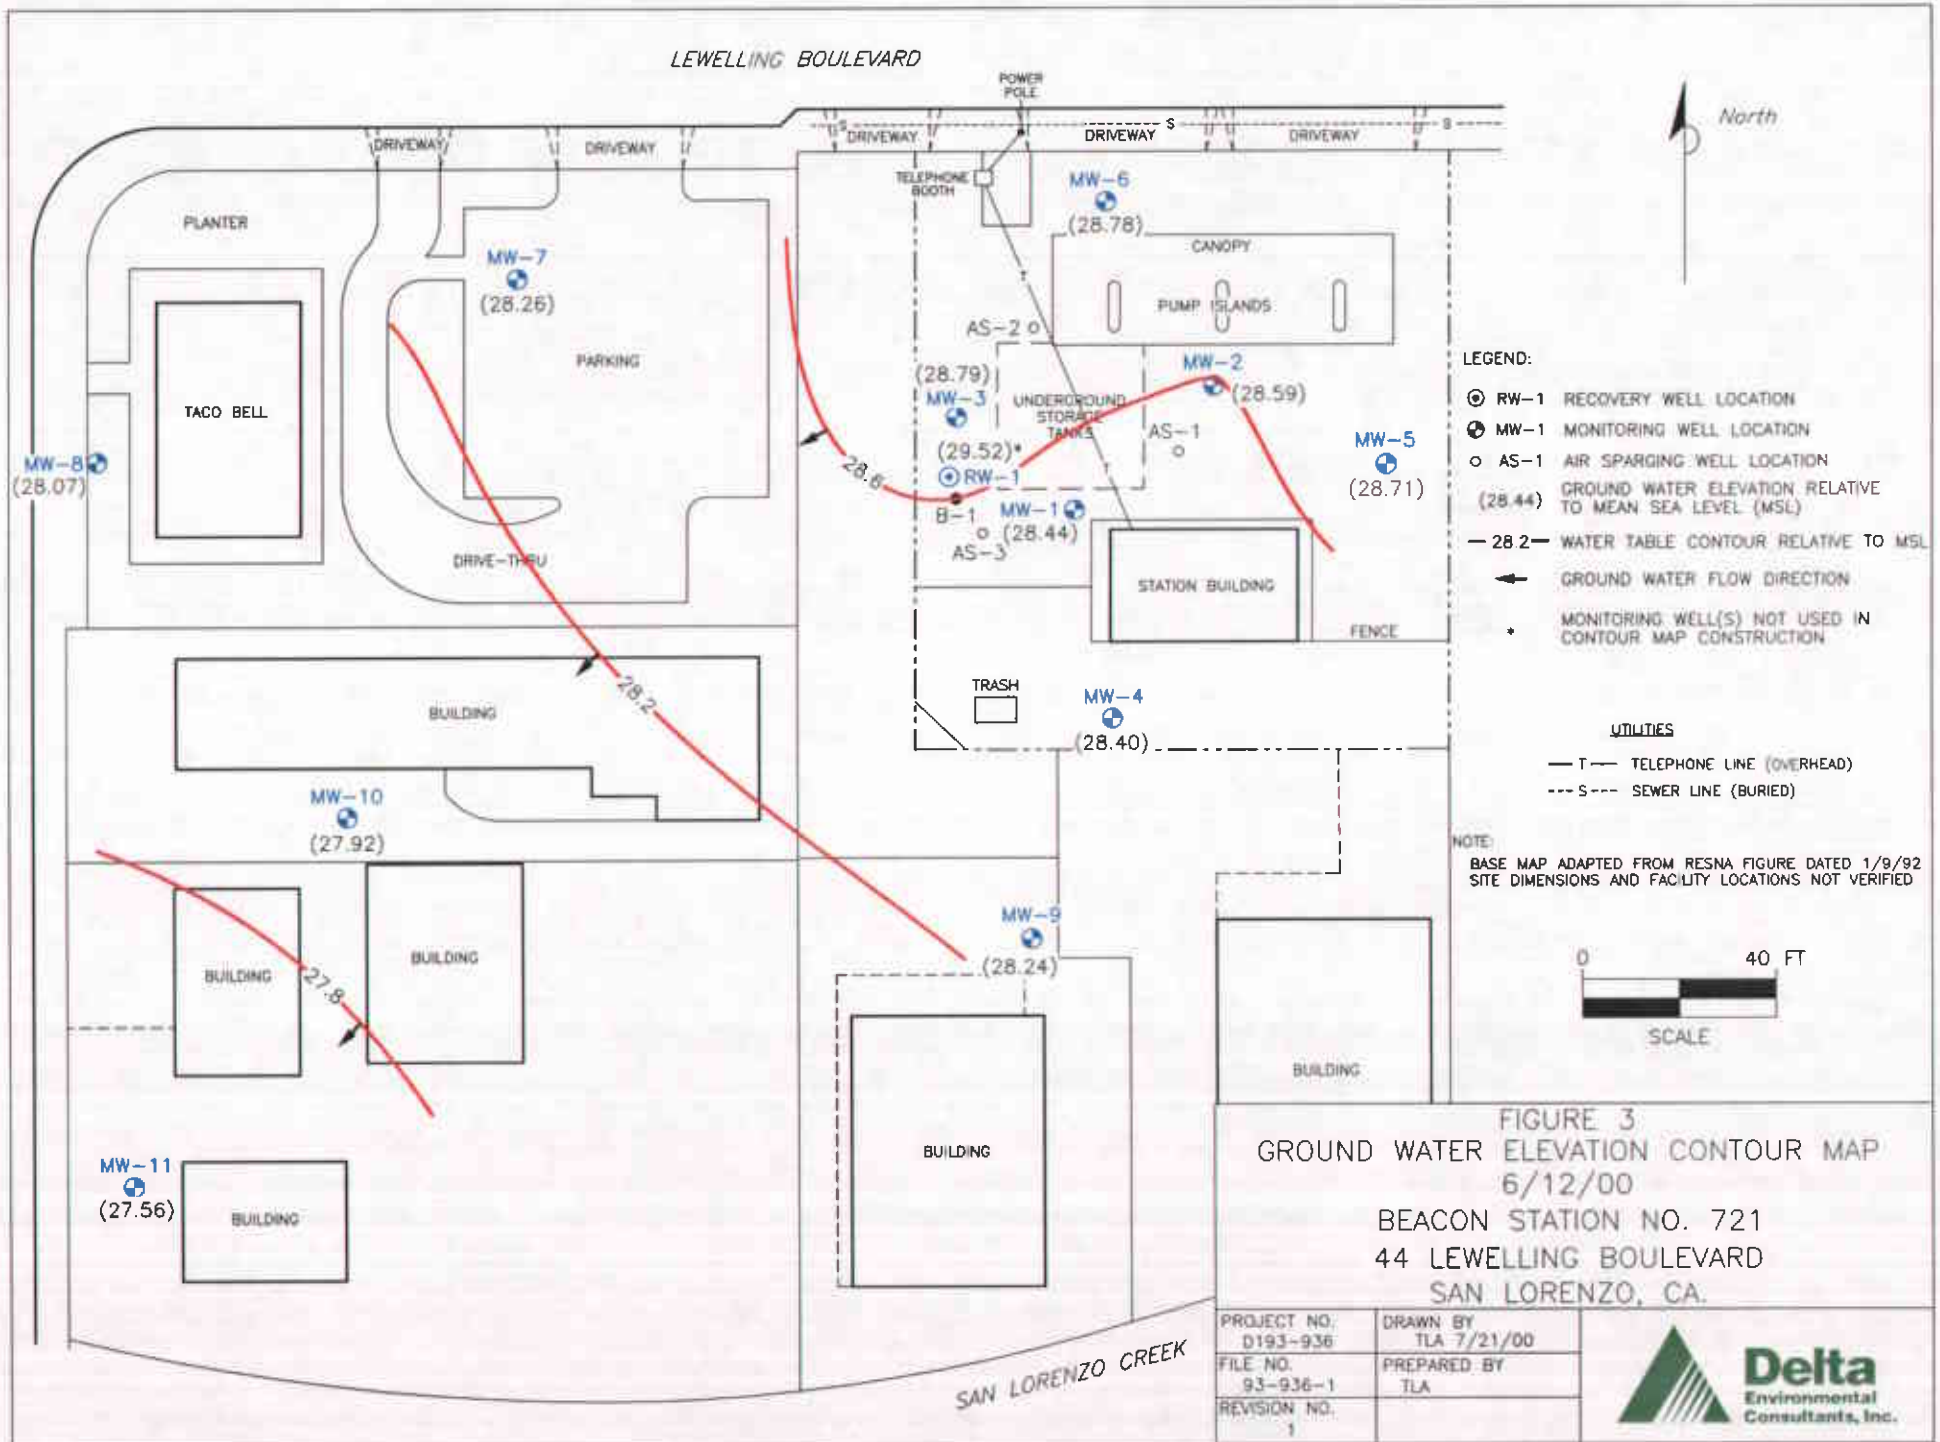 LEWELLING BOULEVARD
POWER
POLE
North
DRIVEWAY
DRIVEWAY
S
DRIVEWAY
DRIVEWAY
S
DRIVEWAY
S
TELEPHONE
BOOTH
MW-6
(28.78)
PLANTER
CANOPY
MW-7
(28.26)
T
PUMP ISLANDS
AS-2
PARKING
LEGEND:
RW-1 RECOVERY WELL LOCATION
MW-1 MONITORING WELL LOCATION
AS-1 AIR SPARGING WELL LOCATION
(28.44) GROUND WATER ELEVATION RELATIVE
TO MEAN SEA LEVEL (MSL)
28.2 WATER TABLE CONTOUR RELATIVE TO MSL
GROUND WATER FLOW DIRECTION
* MONITORING WELL(S) NOT USED IN
CONTOUR MAP CONSTRUCTION
(28.79)
MW-3
MW-2
(28.59)
UNDERGROUND
STORAGE
TANKS
TACO BELL
AS-1
MW-5
(28.71)
(29.52)*
RW-1
T
MW-8
(28.07)
28.6
B-1
MW-1
(28.44)
AS-3
DRIVE-THRU
STATION BUILDING
FENCE
TRASH
MW-4
(28.40)
28.2
BUILDING
UTILITIES
T TELEPHONE LINE (OVERHEAD)
S SEWER LINE (BURIED)
MW-10
(27.92)
NOTE:
BASE MAP ADAPTED FROM RESNA FIGURE DATED 1/9/92
SITE DIMENSIONS AND FACILITY LOCATIONS NOT VERIFIED
MW-9
(28.24)
BUILDING
BUILDING
27.8
0 40 FT
SCALE
BUILDING
BUILDING
MW-11
(27.56)
BUILDING
SAN LORENZO CREEK
FIGURE 3
GROUND WATER ELEVATION CONTOUR MAP
6/12/00
BEACON STATION NO. 721
44 LEWELLING BOULEVARD
SAN LORENZO, CA.
PROJECT NO.
D193-936
DRAWN BY
TLA 7/21/00
FILE NO.
93-936-1
PREPARED BY
TLA
REVISION NO.
1
Delta
Environmental
Consultants, Inc.